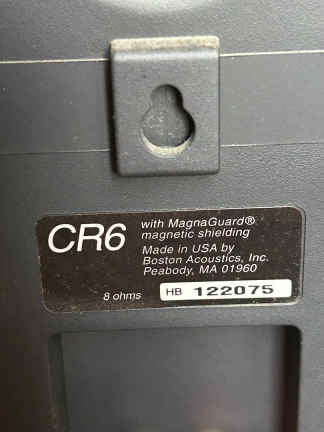 CR6
with MagnaGuard®
magnetic shielding
Made in USA by
Boston Acoustics, Inc.
Peabody, MA 01960
8 ohms
HB 122075